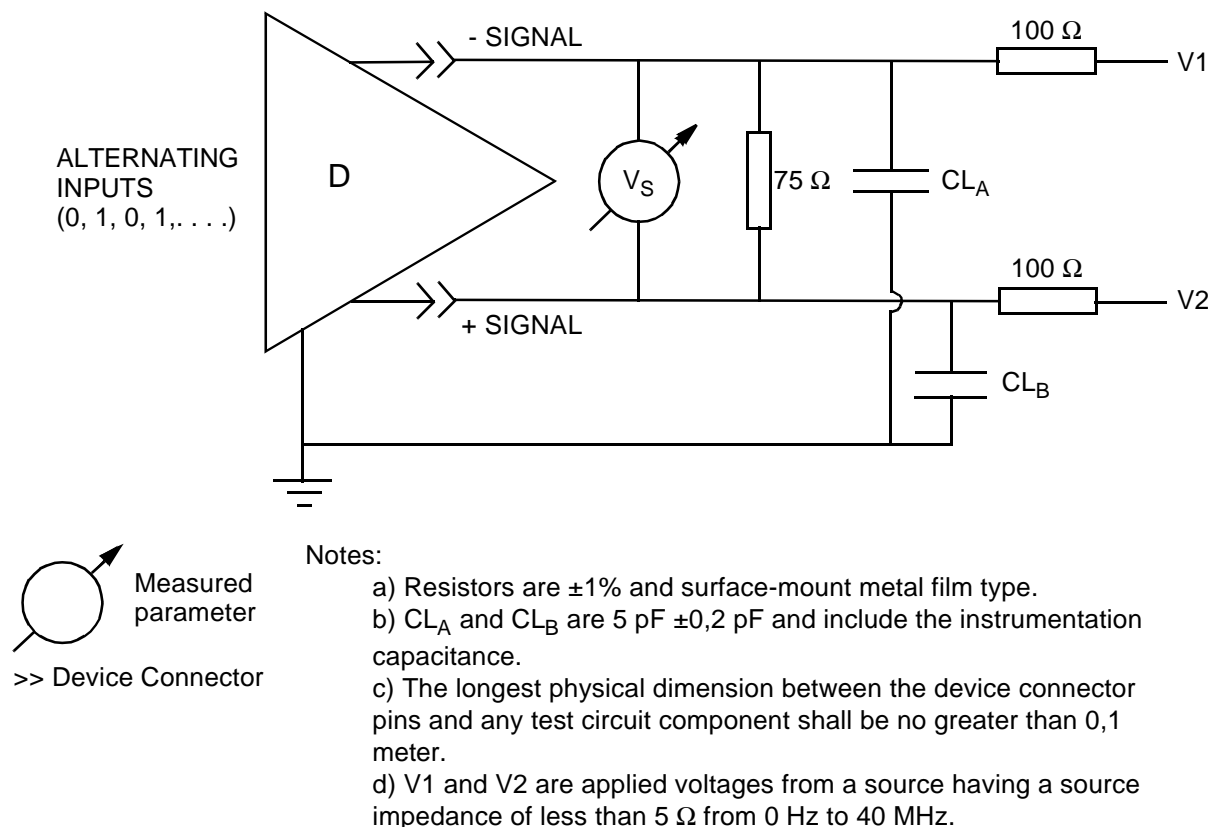 - SIGNAL
100 Ω
V1
ALTERNATING
INPUTS
(0, 1, 0, 1,. . . .)
D
VS
75 Ω
CLA
100 Ω
V2
+ SIGNAL
CLB
Measured
parameter
>> Device Connector
Notes:
a) Resistors are ±1% and surface-mount metal film type.
b) CLA and CLB are 5 pF ±0,2 pF and include the instrumentation
capacitance.
c) The longest physical dimension between the device connector
pins and any test circuit component shall be no greater than 0,1
meter.
d) V1 and V2 are applied voltages from a source having a source
impedance of less than 5 Ω from 0 Hz to 40 MHz.